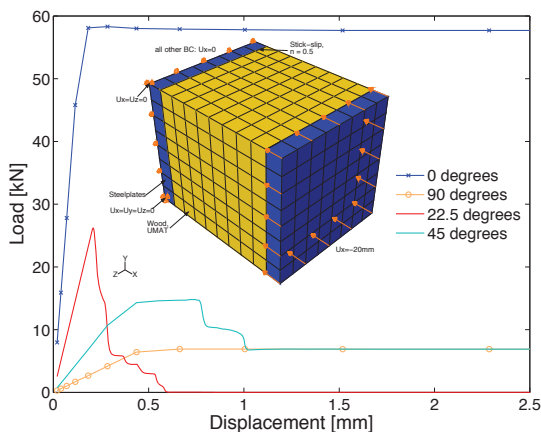 60
50
40
30
20
10
0
Load [kN]
0
0.5
1
1.5
2
2.5
Displacement [mm]
all other BC: Ux=0
Stick-slip,
n = 0.5
Ux=Uz=0
Steelplates
Ux=Uy=Uz=0
Wood,
UMAT
Ux=-20mm
Y
Z
X
0 degrees
90 degrees
22.5 degrees
45 degrees